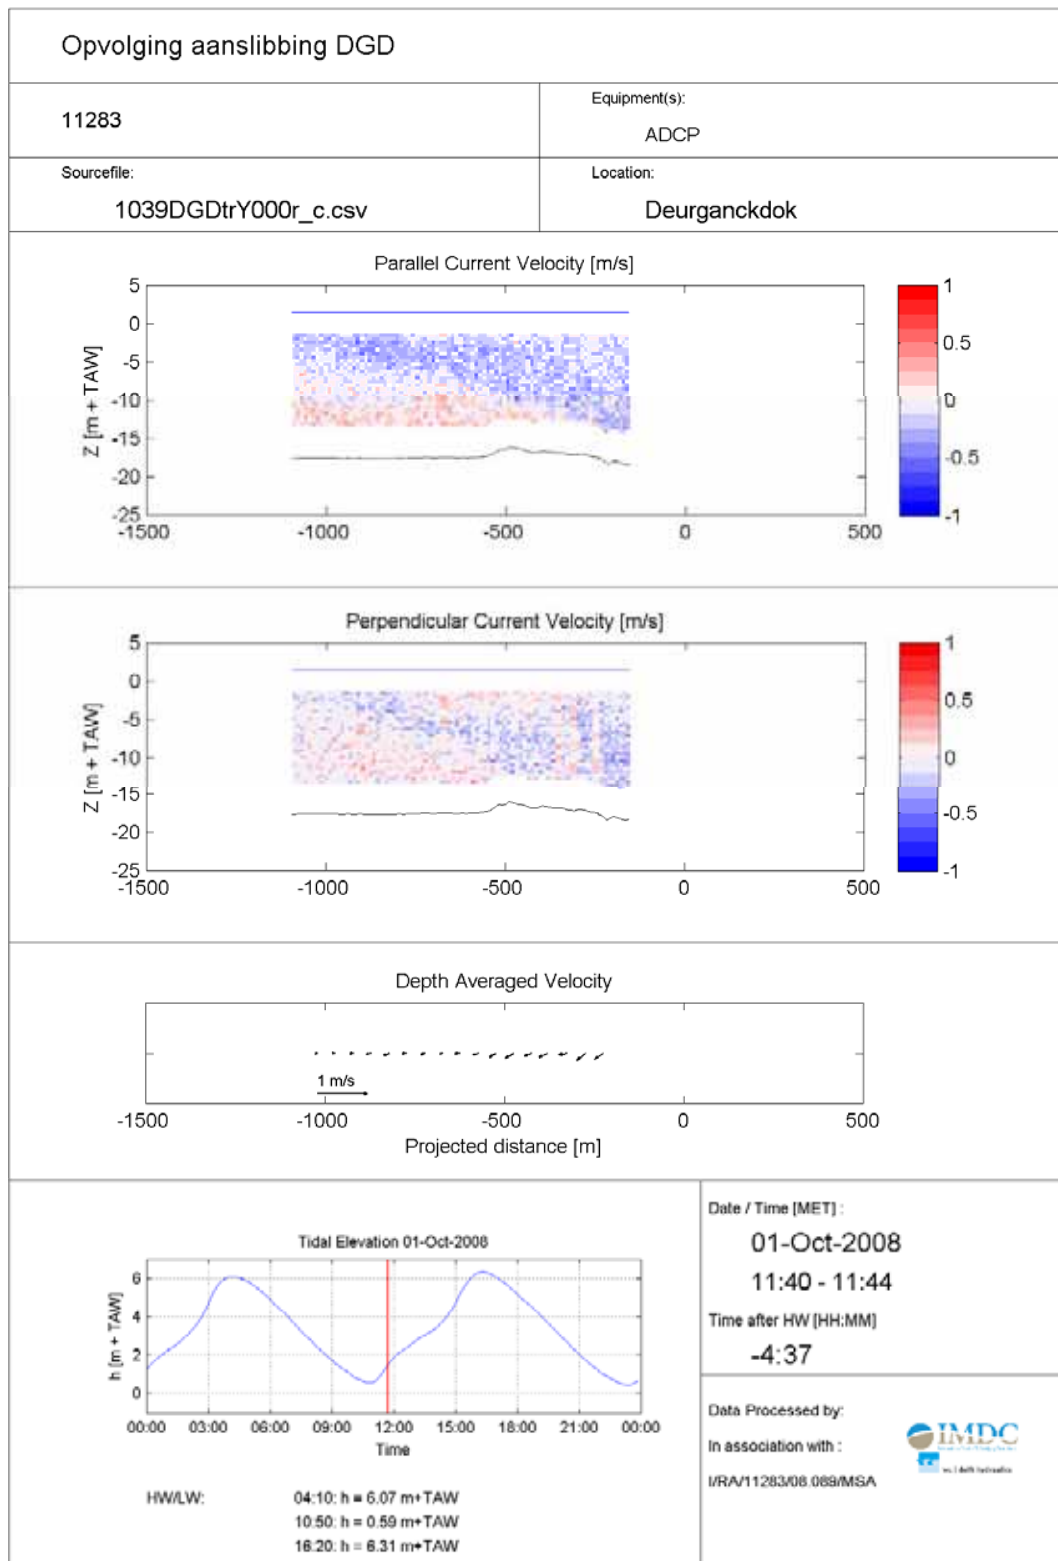 Opvolging aanslibbing DGD
11283
Equipment(s):
ADCP
Sourcefile:
1039DGDtrY000r_c.csv
Location:
Deurganckdok
Parallel Current Velocity [m/s]
Z [m + TAW]
5
0
-5
-10
-15
-20
-25
-1500
-1000
-500
0
500
1
0.5
0
-0.5
-1
Perpendicular Current Velocity [m/s]
Z [m + TAW]
5
0
-5
-10
-15
-20
-25
-1500
-1000
-500
0
500
1
0.5
0
-0.5
-1
Depth Averaged Velocity
1 m/s
-1500
-1000
-500
0
500
Projected distance [m]
Tidal Elevation 01-Oct-2008
h [m + TAW]
6
4
2
0
00:00 03:00 06:00 09:00 12:00 15:00 18:00 21:00 00:00
Time
HW/LW:
04:10: h = 6.07 m+TAW
10:50: h = 0.59 m+TAW
16:20: h = 6.31 m+TAW
Date / Time [MET] :
01-Oct-2008
11:40 - 11:44
Time after HW [HH:MM]
-4:37
Data Processed by:
In association with :
I/RA/11283/08.089/MSA
IMDC
wl | delft hydraulics